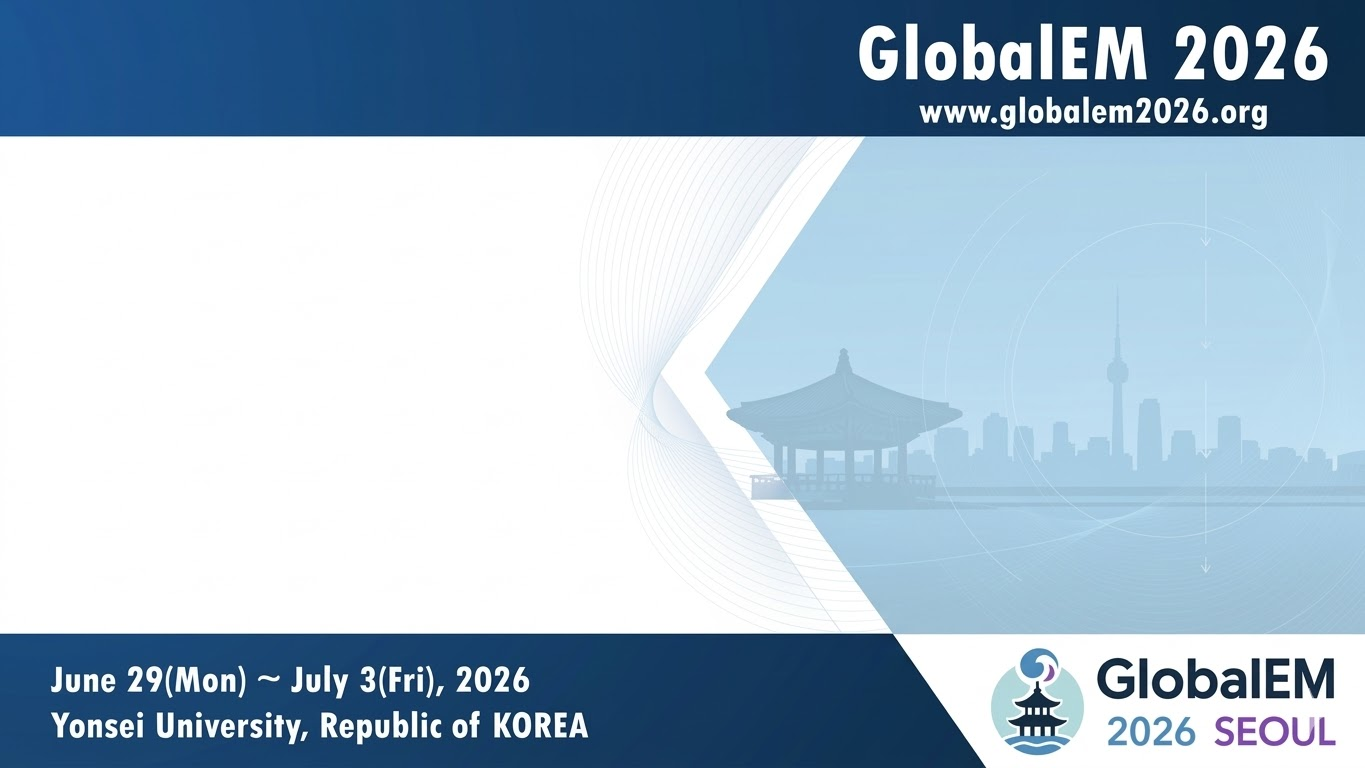 GlobalEM 2026
www.globalem2026.org
June 29(Mon) ~ July 3(Fri), 2026
Yonsei University, Republic of KOREA
GlobalEM
2026 SEOUL